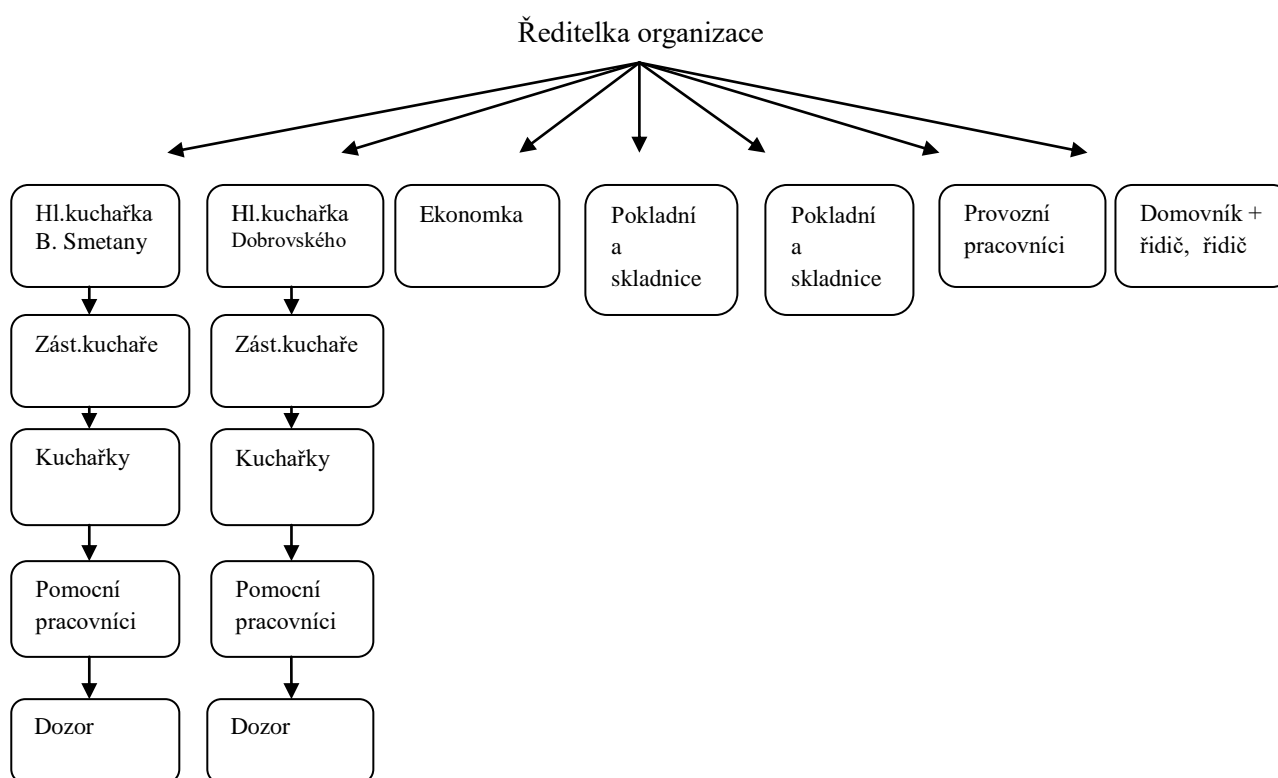 Ředitelka organizace
Hl.kuchařka
B. Smetany
Hl.kuchařka
Dobrovského
Ekonomka
Pokladní
a
skladnice
Pokladní
a
skladnice
Provozní
pracovníci
Domovník +
řidič, řidič
Zást.kuchaře
Zást.kuchaře
Kuchařky
Kuchařky
Pomocní
pracovníci
Pomocní
pracovníci
Dozor
Dozor